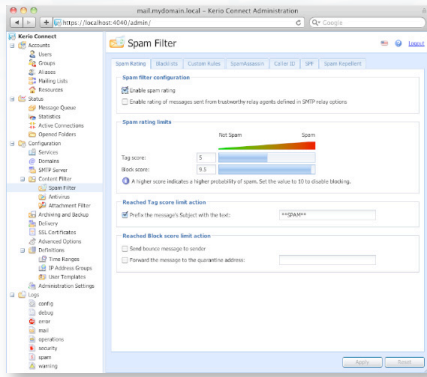 mail.mydomain.local – Kerio Connect Administration
https://localhost:4040/admin/
Google
Kerio Connect
Accounts
Users
Groups
Aliases
Mailing Lists
Resources
Status
Message Queue
Statistics
Active Connections
Opened Folders
Configuration
Services
Domains
SMTP Server
Content Filter
Spam Filter
Antivirus
Attachment Filter
Archiving and Backup
Delivery
SSL Certificates
Advanced Options
Definitions
Time Ranges
IP Address Groups
User Templates
Administration Settings
Logs
config
debug
error
mail
operations
security
spam
warning
Spam Filter
Logout
Spam Rating Blacklists Custom Rules SpamAssassin Caller ID SPF Spam Repellent
Spam filter configuration
Enable spam rating
Enable rating of messages sent from trustworthy relay agents defined in SMTP relay options
Spam rating limits
Not Spam Spam
Tag score: 5
Block score: 9.5
A higher score indicates a higher probability of spam. Set the value to 10 to disable blocking.
Reached Tag score limit action
Prefix the message's Subject with the text: **SPAM**
Reached Block score limit action
Send bounce message to sender
Forward the message to the quarantine address:
Apply Reset